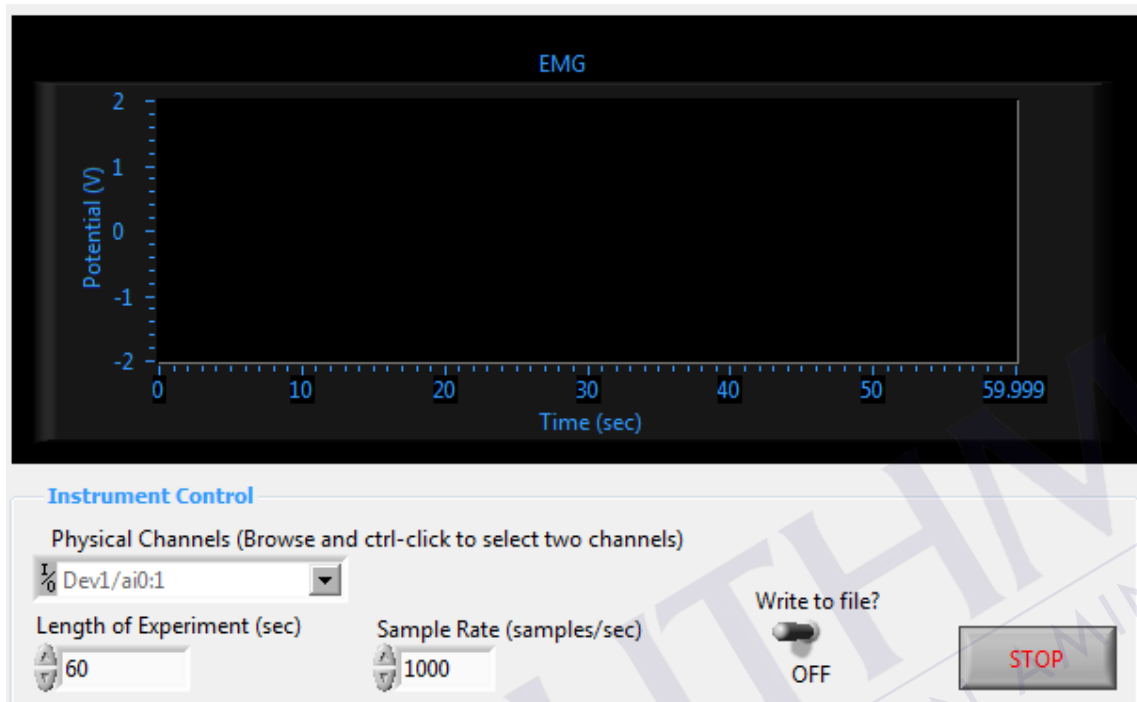 EMG
Potential (V)
2
1
0
-1
-2
0 10 20 30 40 50 59.999
Time (sec)
Instrument Control
Physical Channels (Browse and ctrl-click to select two channels)
I/O Dev1/ai0:1
Length of Experiment (sec) Sample Rate (samples/sec) Write to file?
60 1000 OFF STOP